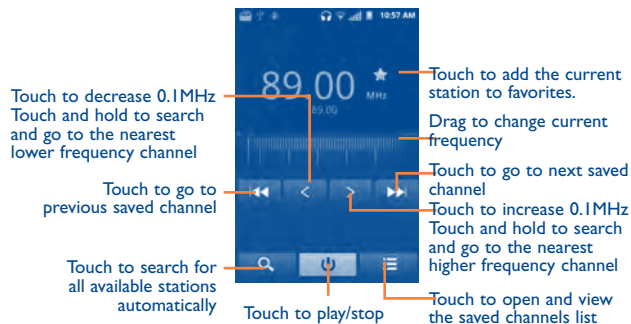 10:57 AM
89.00
MHz
89.00
Touch to decrease 0.1MHz
Touch and hold to search
and go to the nearest
lower frequency channel
Touch to go to
previous saved channel
Touch to search for
all available stations
automatically
Touch to play/stop
Touch to add the current
station to favorites.
Drag to change current
frequency
Touch to go to next saved
channel
Touch to increase 0.1MHz
Touch and hold to search
and go to the nearest
higher frequency channel
Touch to open and view
the saved channels list